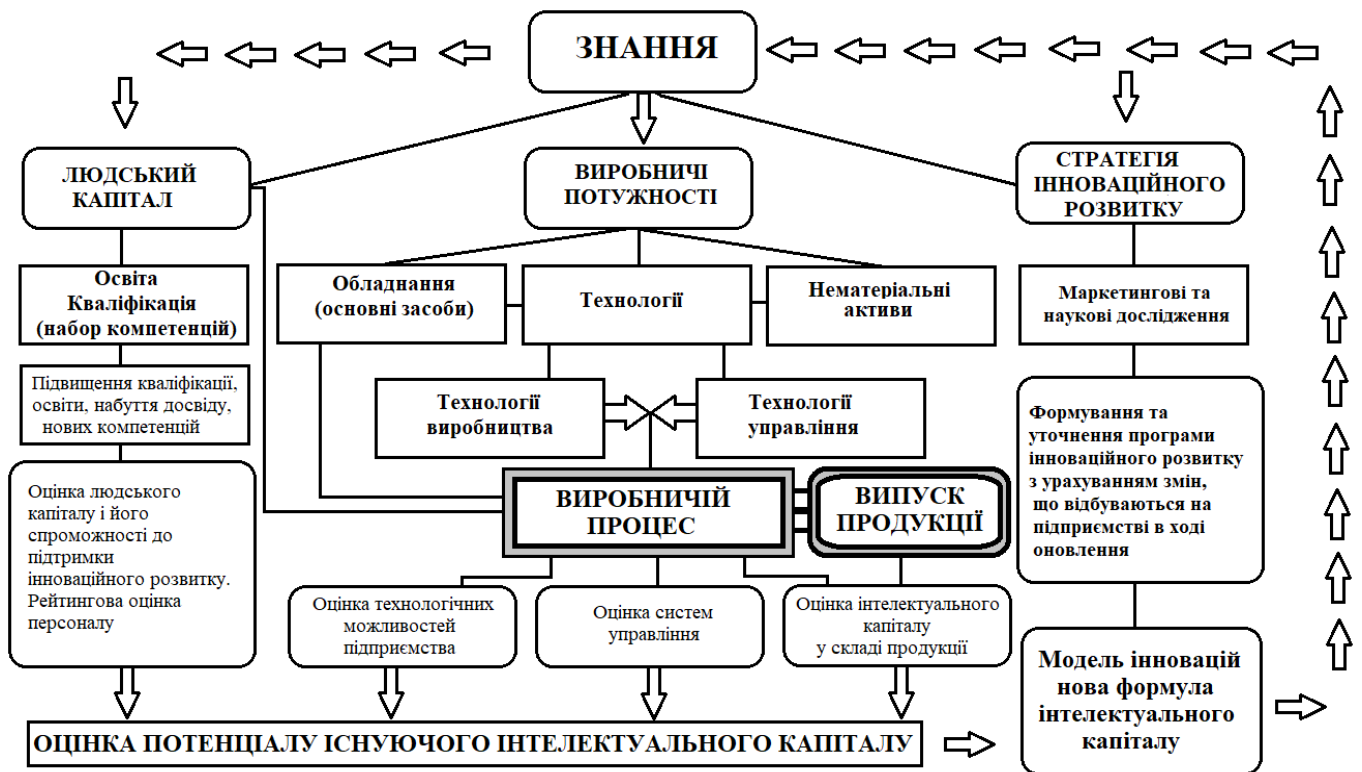 ЗНАННЯ
ЛЮДСЬКИЙ
КАПІТАЛ
ВИРОБНИЧІ
ПОТУЖНОСТІ
СТРАТЕГІЯ
ІННОВАЦІЙНОГО
РОЗВИТКУ
Освіта
Кваліфікація
(набор компетенцій)
Обладнання
(основні засоби)
Технології
Нематеріальні
активи
Маркетингові та
наукові дослідження
Підвищення кваліфікації,
освіти, набуття досвіду,
нових компетенцій
Технології
виробництва
Технології
управління
Формування та
уточнення програми
інноваційного розвитку
з урахуванням змін,
що відбуваються на
підприємстві в ході
оновлення
Оцінка людського
капіталу і його
спроможності до
підтримки
інноваційного розвитку.
Рейтингова оцінка
персоналу
ВИРОБНИЧІЙ
ПРОЦЕС
ВИПУСК
ПРОДУКЦІЇ
Оцінка технологічних
можливостей
підприємства
Оцінка систем
управління
Оцінка інтелектуального
капіталу
у складі продукції
Модель інновацій
нова формула
інтелектуального
капіталу
ОЦІНКА ПОТЕНЦІАЛУ ІСНУЮЧОГО ІНТЕЛЕКТУАЛЬНОГО КАПІТАЛУ